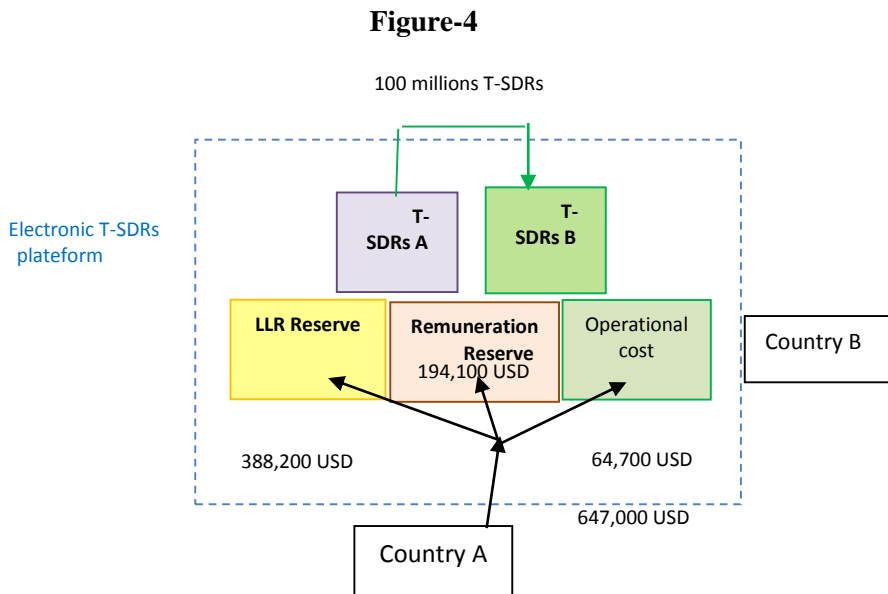 Figure-4
100 millions T-SDRs
Electronic T-SDRs
plateform
T-
SDRs A
T-
SDRs B
LLR Reserve
Remuneration
Reserve
194,100 USD
Operational
cost
Country B
388,200 USD
64,700 USD
647,000 USD
Country A